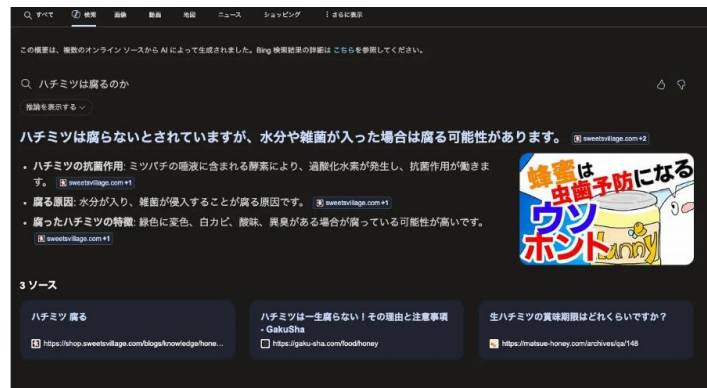 すべて 検索 画像 動画 地図 ニュース ショッピング さらに表示
この概要は、複数のオンライン ソースから AI によって生成されました。Bing 検索結果の詳細は こちらを参照してください。
ハチミツは腐るのか
推論を表示する
ハチミツは腐らないとされていますが、水分や雑菌が入った場合は腐る可能性があります。 sweetsvillage.com +2
• ハチミツの抗菌作用: ミツバチの唾液に含まれる酵素により、過酸化水素が発生し、抗菌作用が働きま
す。 sweetsvillage.com +1
• 腐る原因: 水分が入り、雑菌が侵入することが腐る原因です。 sweetsvillage.com +1
• 腐ったハチミツの特徴: 緑色に変色、白カビ、酸味、異臭がある場合が腐っている可能性が高いです。
sweetsvillage.com +1
蜂蜜は
虫歯予防になる
ウソ
ホント
3 ソース
ハチミツ 腐る
https://shop.sweetsvillage.com/blogs/knowledge/hone...
ハチミツは一生腐らない！その理由と注意事項
- GakuSha
https://gaku-sha.com/food/honey
生ハチミツの賞味期限はどれくらいですか？
https://matsue-honey.com/archives/qa/148